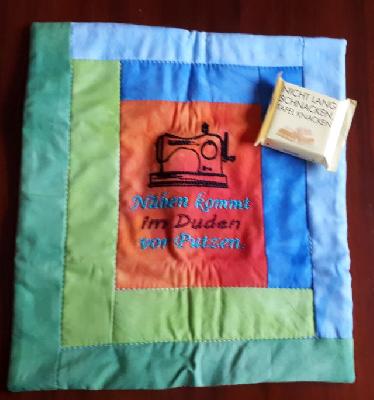 NICHT LANG
SCHNACKEN,
TAFEL KNACKEN
Nähen kommt
im Duden
vor Putzen.